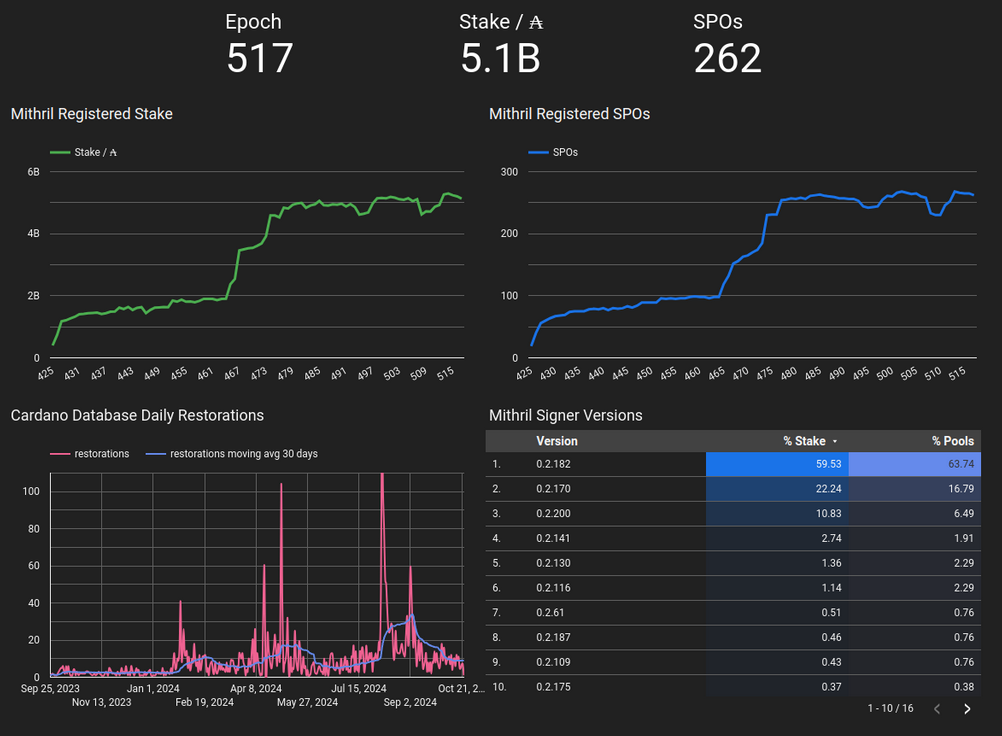 Epoch
517
Stake / ₳
5.1B
SPOs
262
Mithril Registered Stake
Stake / ₳
6B
4B
2B
0
425 431 437 443 449 455 461 467 473 479 485 491 497 503 509 515
Mithril Registered SPOs
SPOs
300
200
100
0
425 430 435 440 445 450 455 460 465 470 475 480 485 490 495 500 505 510 515
Cardano Database Daily Restorations
restorations restorations moving avg 30 days
100
80
60
40
20
0
Sep 25, 2023 Jan 1, 2024 Apr 8, 2024 Jul 15, 2024 Oct 21, 2…
Nov 13, 2023 Feb 19, 2024 May 27, 2024 Sep 2, 2024
Mithril Signer Versions
Version % Stake % Pools
1. 0.2.182 59.53 63.74
2. 0.2.170 22.24 16.79
3. 0.2.200 10.83 6.49
4. 0.2.141 2.74 1.91
5. 0.2.130 1.36 2.29
6. 0.2.116 1.14 2.29
7. 0.2.61 0.51 0.76
8. 0.2.187 0.46 0.76
9. 0.2.109 0.43 0.76
10. 0.2.175 0.37 0.38
1 - 10 / 16